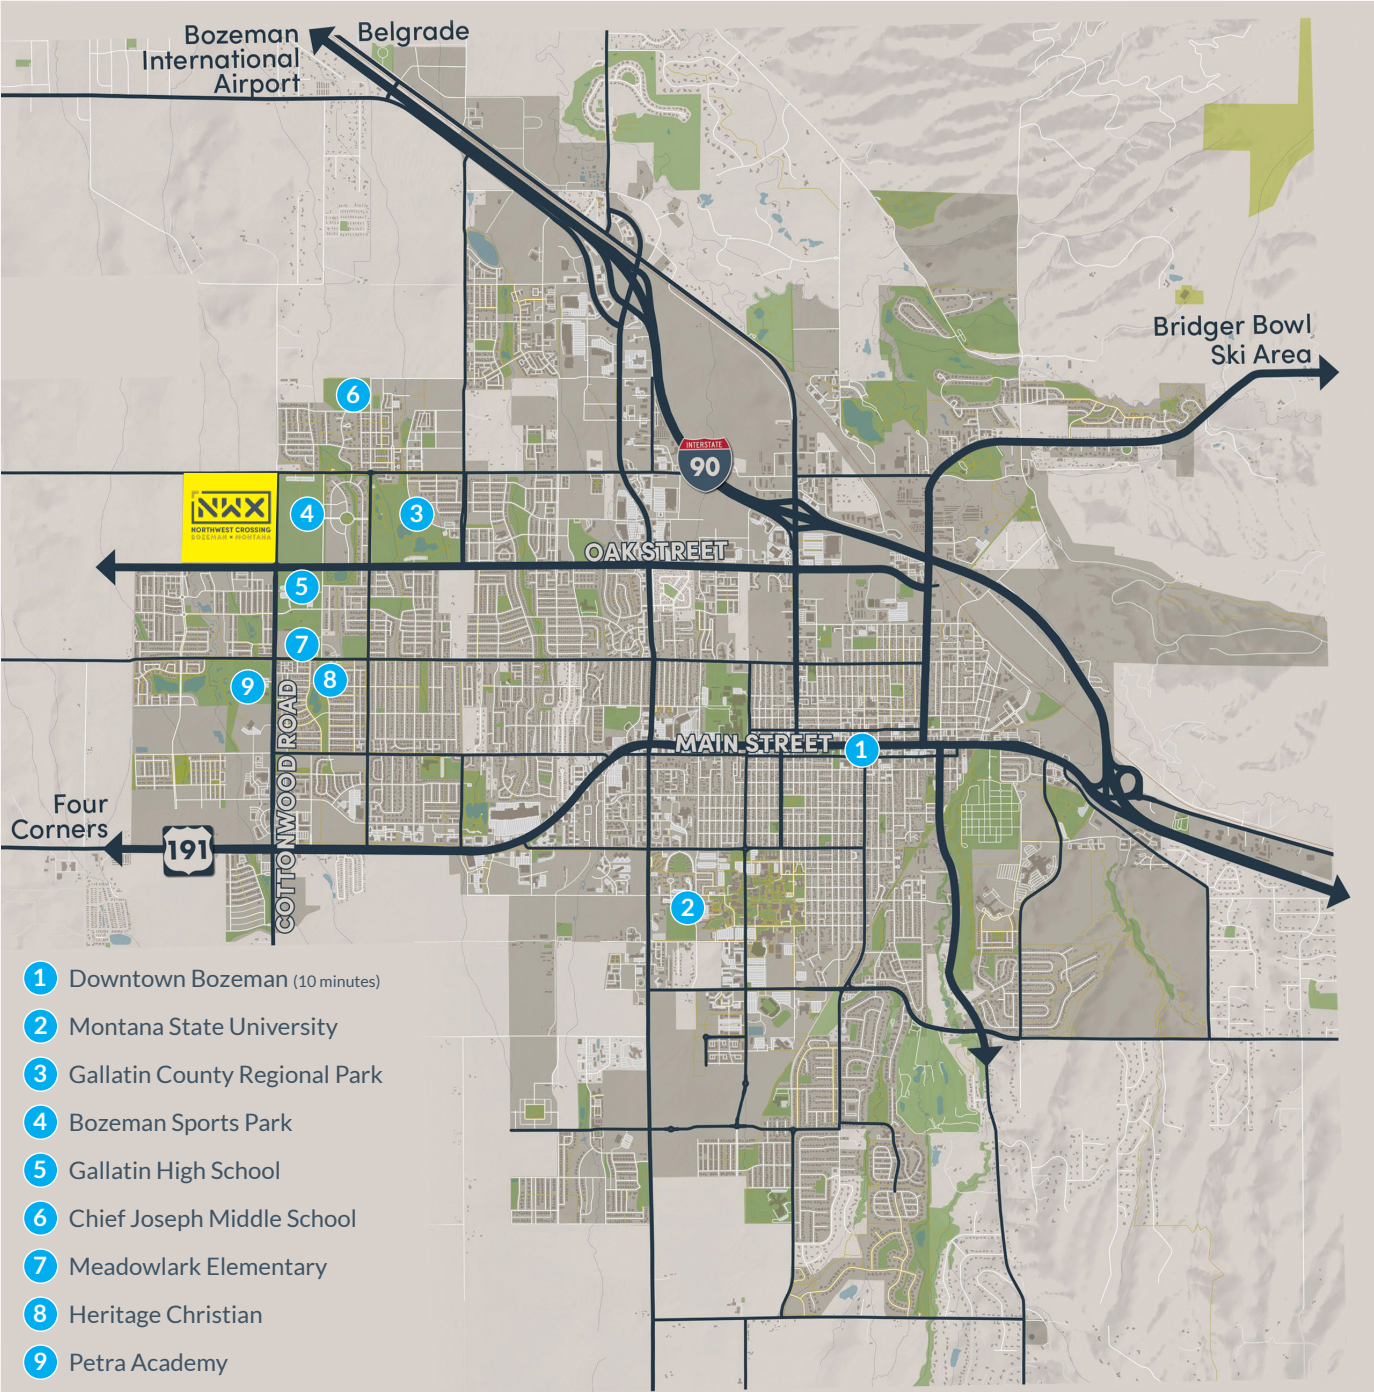 Bozeman
International
Airport
Belgrade
Bridger Bowl
Ski Area
INTERSTATE
90
6
NWX
NORTHWEST CROSSING
BOZEMAN • MONTANA
4
3
OAK STREET
5
7
9
8
COTTONWOOD ROAD
MAIN STREET
1
Four
Corners
191
2
1 Downtown Bozeman (10 minutes)
2 Montana State University
3 Gallatin County Regional Park
4 Bozeman Sports Park
5 Gallatin High School
6 Chief Joseph Middle School
7 Meadowlark Elementary
8 Heritage Christian
9 Petra Academy